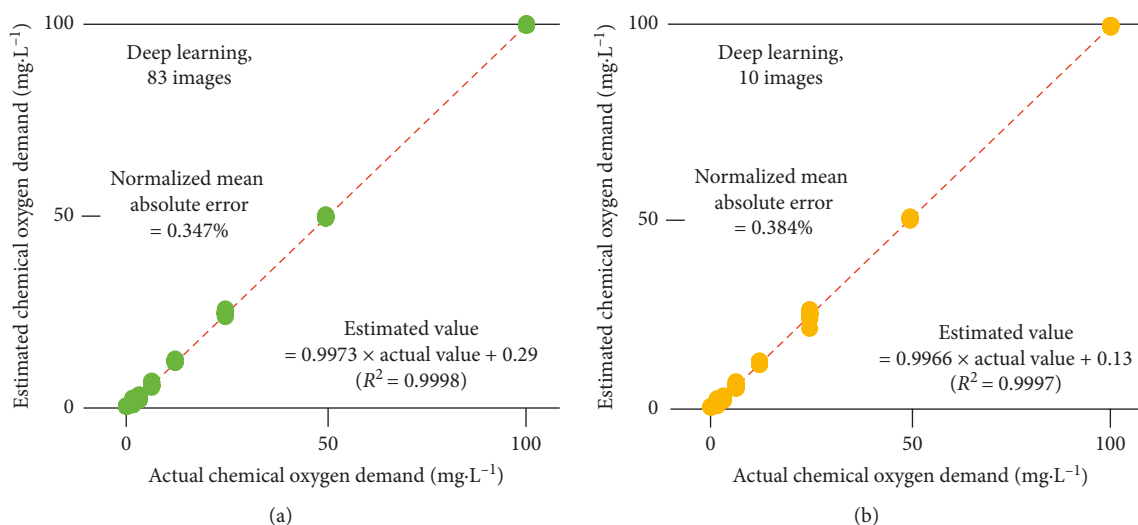 Estimated chemical oxygen demand (mg·L⁻¹)
100
50
0
Deep learning,
83 images
Normalized mean
absolute error
= 0.347%
Estimated value
= 0.9973 × actual value + 0.29
(R² = 0.9998)
0
50
100
Actual chemical oxygen demand (mg·L⁻¹)
(a)
Estimated chemical oxygen demand (mg·L⁻¹)
100
50
0
Deep learning,
10 images
Normalized mean
absolute error
= 0.384%
Estimated value
= 0.9966 × actual value + 0.13
(R² = 0.9997)
0
50
100
Actual chemical oxygen demand (mg·L⁻¹)
(b)